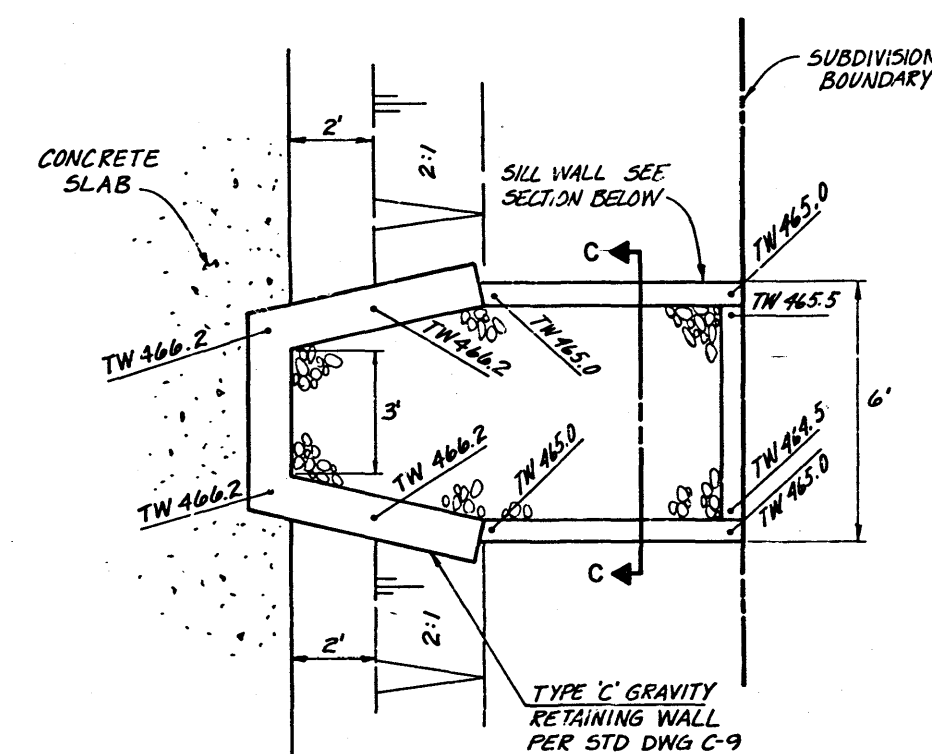 SUBDIVISION
BOUNDARY
2'
CONCRETE
SLAB
2:1
SILL WALL SEE
SECTION BELOW
TW 465.0
C
TW 465.5
TW 466.2'
TW 466.2
TW 465.0
3'
6'
TW 466.2
TW 465.0
TW 464.5
TW 465.0
TW 466.2
C
2:1
2'
TYPE 'C' GRAVITY
RETAINING WALL
PER STD DWG C-9